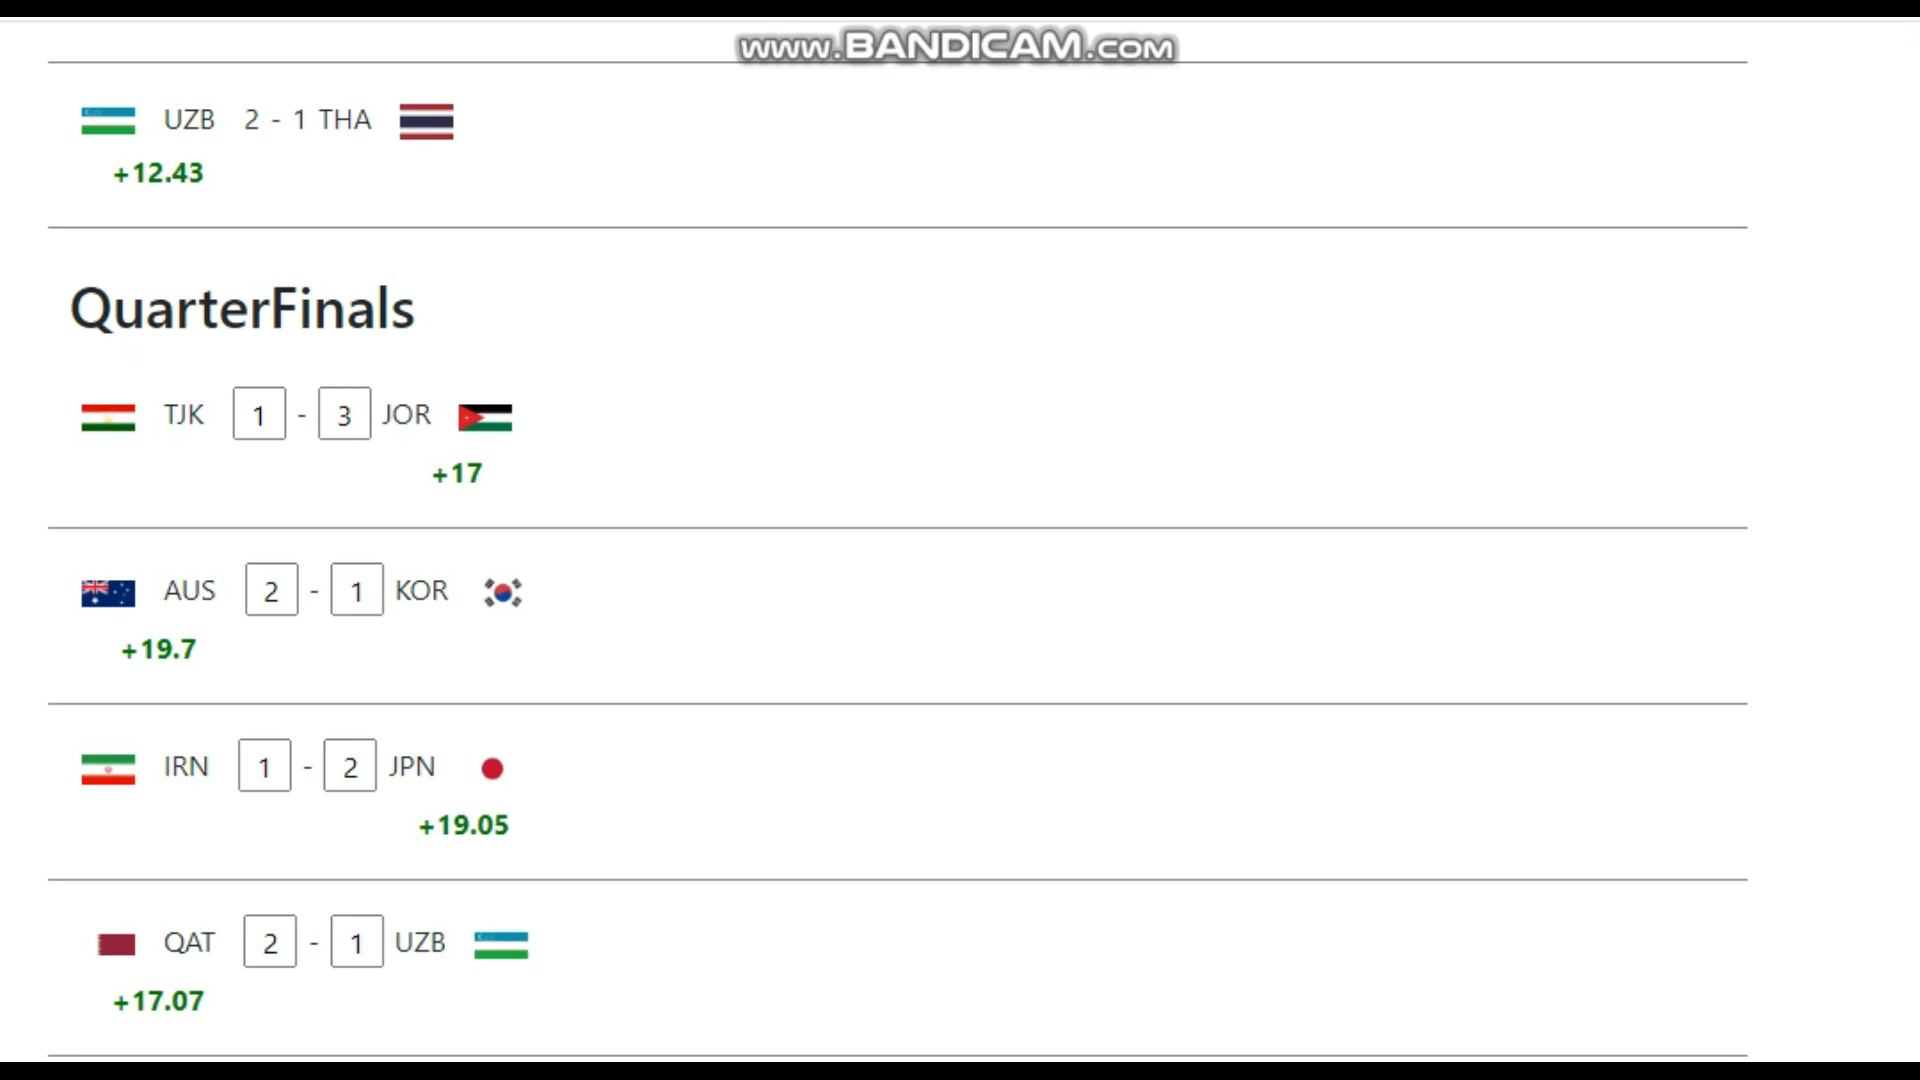 www.BANDICAM.com
UZB 2 - 1 THA
+12.43
QuarterFinals
TJK 1 - 3 JOR
+17
AUS 2 - 1 KOR
+19.7
IRN 1 - 2 JPN
+19.05
QAT 2 - 1 UZB
+17.07